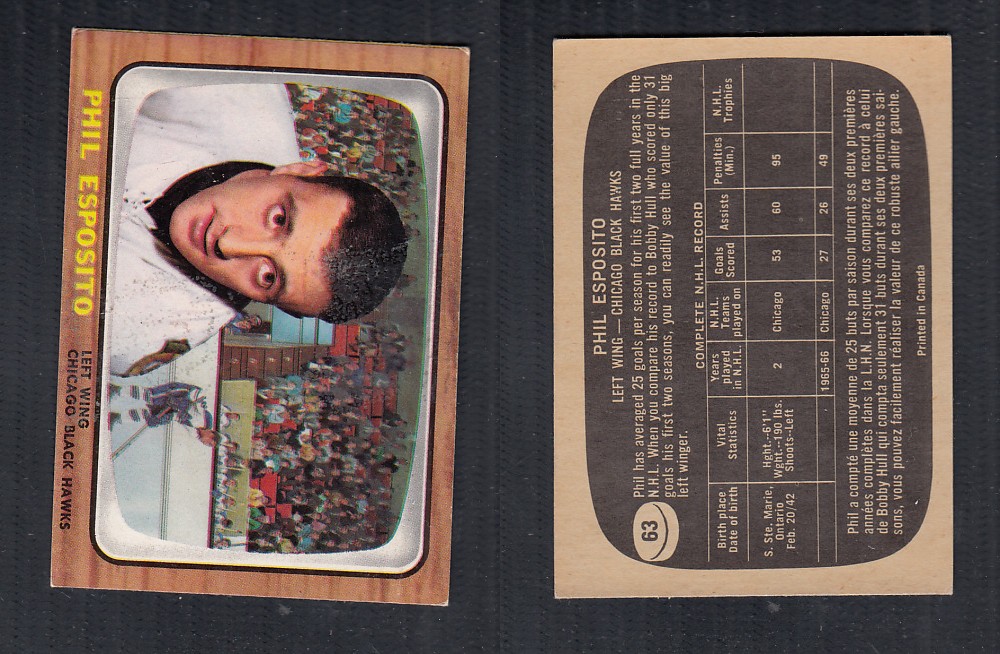 PHIL ESPOSITO
LEFT WING
CHICAGO BLACK HAWKS
63
PHIL ESPOSITO
LEFT WING — CHICAGO BLACK HAWKS
Phil has averaged 25 goals per season for his first two full years in the
N.H.L. When you compare his record to Bobby Hull who scored only 31
goals his first two seasons, you can readily see the value of this big
left winger.
COMPLETE N.H.L. RECORD
Birth place Date of birth | Vital Statistics | Years played in N.H.L. | N.H.L. Teams played on | Goals Scored | Assists | Penalties (Min.) | N.H.L. Trophies
S. Ste, Marie, Ontario Feb. 20/42 | Hght.--6'1" Wght.--190 lbs. Shoots--Left | 2 | Chicago | 53 | 60 | 95
1965-66 | Chicago | 27 | 26 | 49
Phil a compté une moyenne de 25 buts par saison durant ses deux premières
années complètes dans la L.H.N. Lorsque vous comparez ce record à celui
de Bobby Hull qui compta seulement 31 buts durant ses deux premières sai-
sons, vous pouvez facilement réaliser la valeur de ce robuste ailier gauche.
Printed in Canada